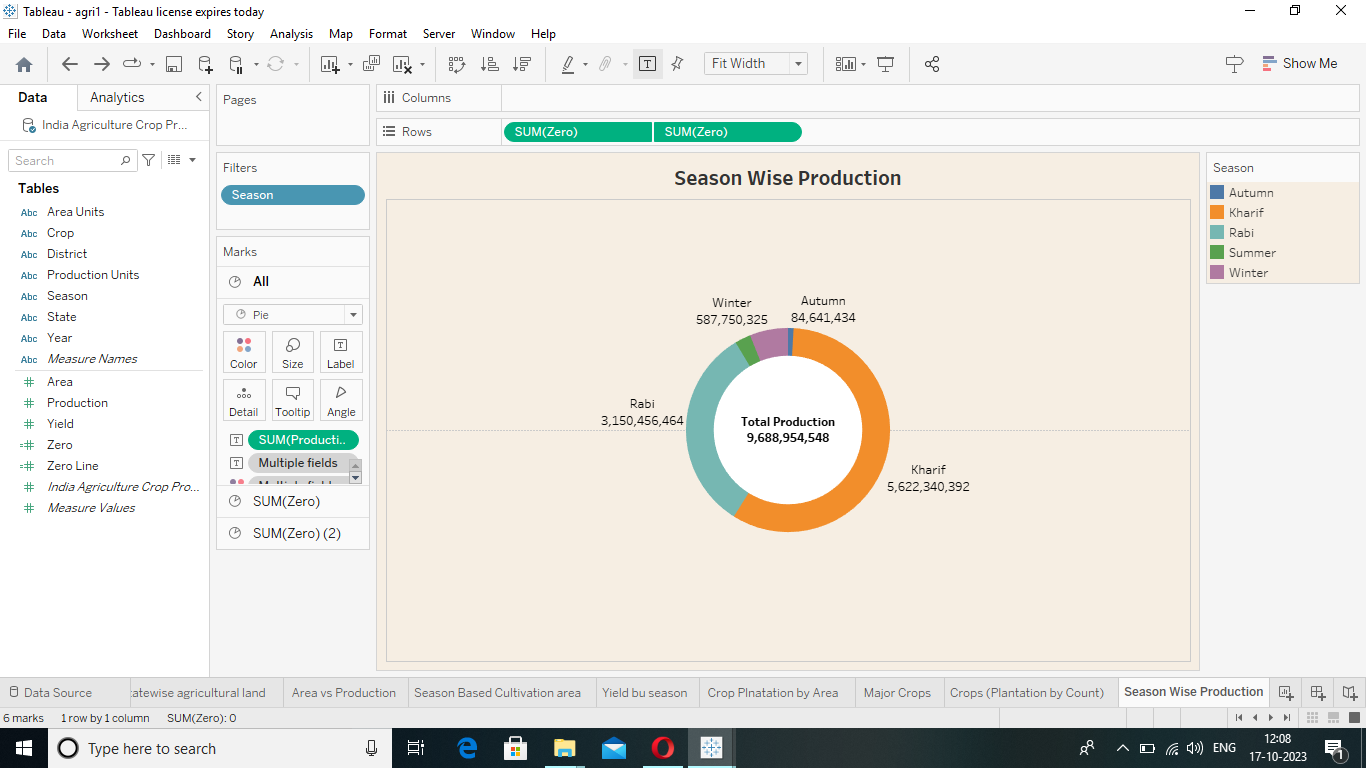 Tableau - agri1 - Tableau license expires today
File Data Worksheet Dashboard Story Analysis Map Format Server Window Help
Fit Width
Show Me
Data Analytics
India Agriculture Crop Pr...
Search
Tables
Abc Area Units
Abc Crop
Abc District
Abc Production Units
Abc Season
Abc State
Abc Year
Abc Measure Names
# Area
# Production
# Yield
=# Zero
=# Zero Line
# India Agriculture Crop Pro...
# Measure Values
Pages
Filters
Season
Marks
All
Pie
Color Size Label
Detail Tooltip Angle
SUM(Producti..
Multiple fields
SUM(Zero)
SUM(Zero) (2)
Columns
Rows SUM(Zero) SUM(Zero)
Season Wise Production
Winter
587,750,325
Autumn
84,641,434
Rabi
3,150,456,464
Total Production
9,688,954,548
Kharif
5,622,340,392
Season
Autumn
Kharif
Rabi
Summer
Winter
Data Source atewise agricultural land Area vs Production Season Based Cultivation area Yield bu season Crop Plnatation by Area Major Crops Crops (Plantation by Count) Season Wise Production
6 marks 1 row by 1 column SUM(Zero): 0
Type here to search
ENG
12:08
17-10-2023
1